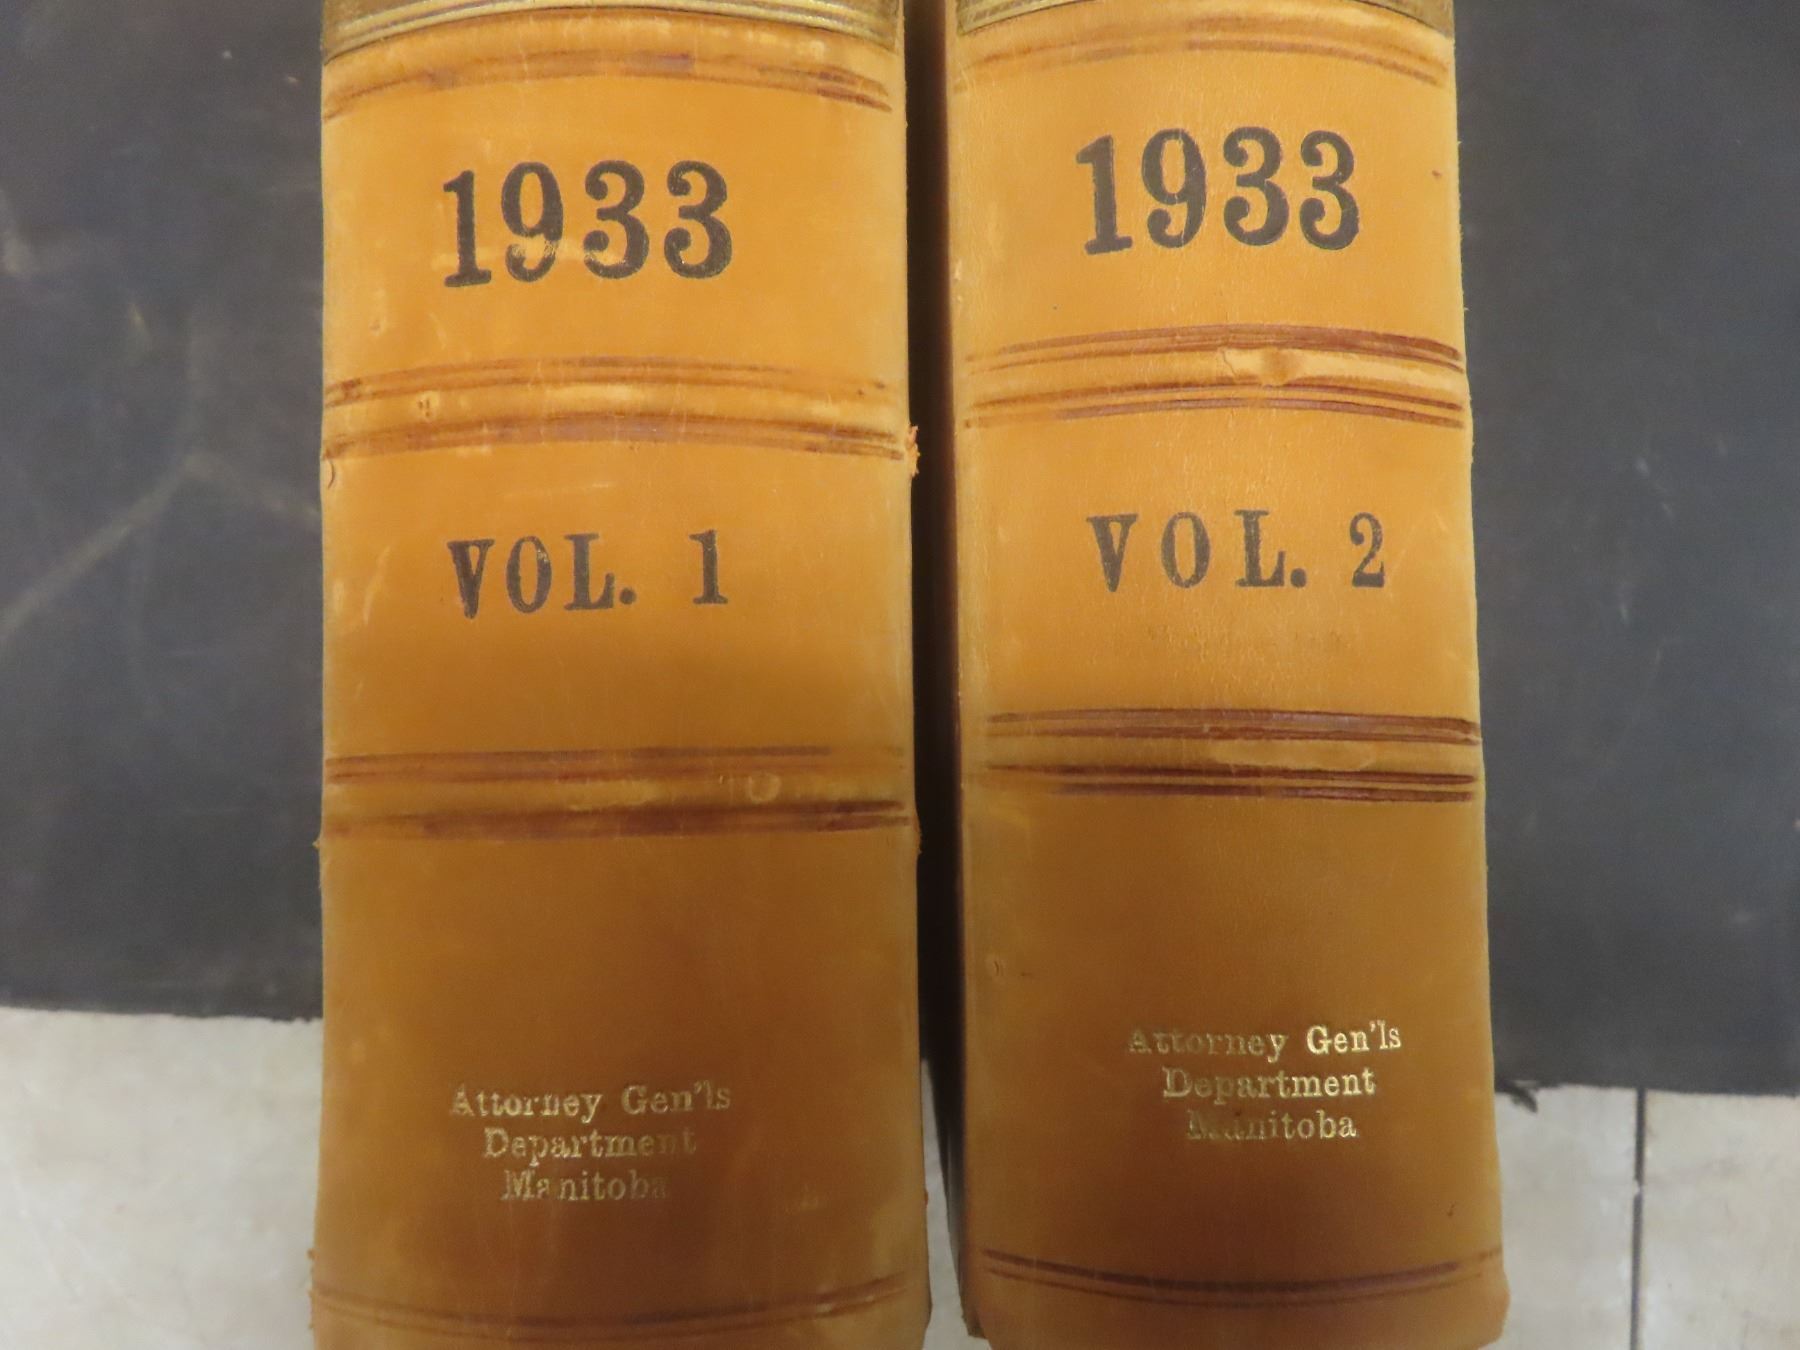 1933
VOL. 1
Attorney Gen'ls
Department
Manitoba
1933
VOL. 2
Attorney Gen'ls
Department
Manitoba